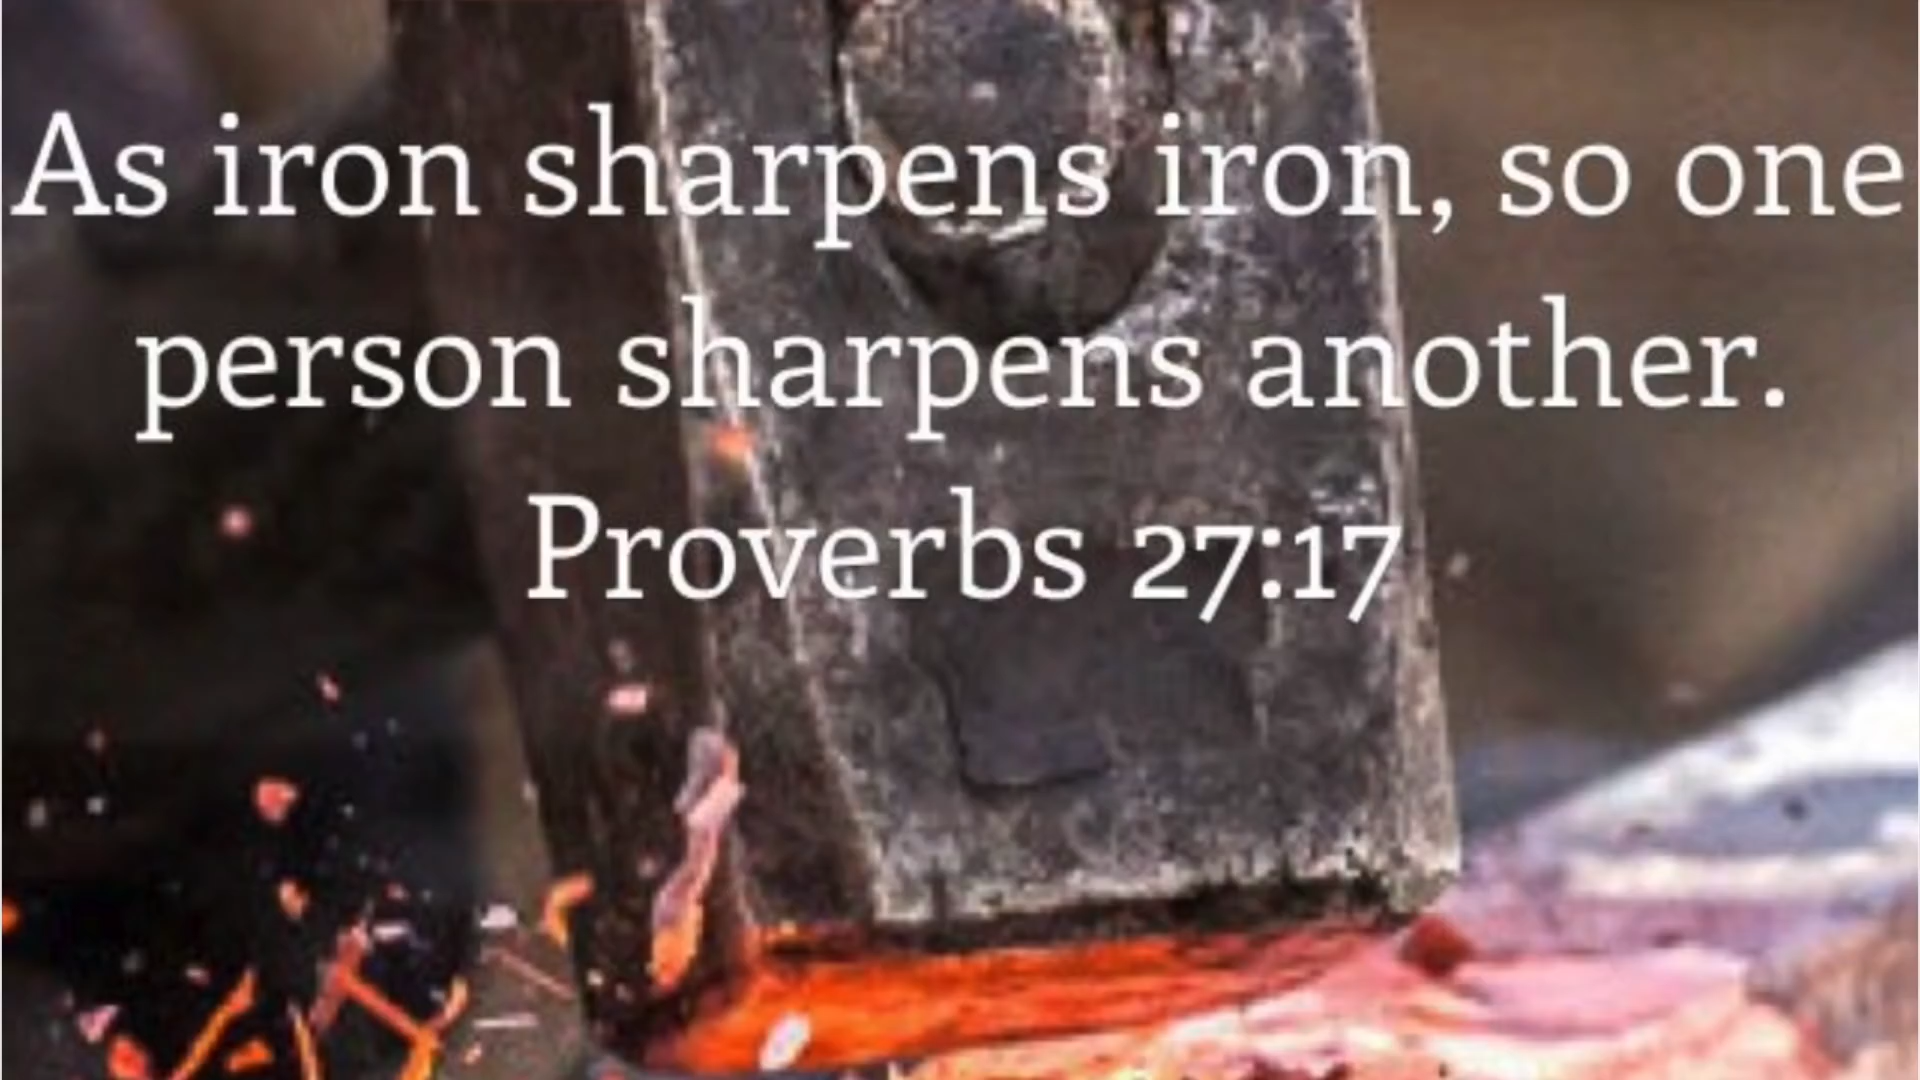 As iron sharpens iron, so one
person sharpens another.
Proverbs 27:17